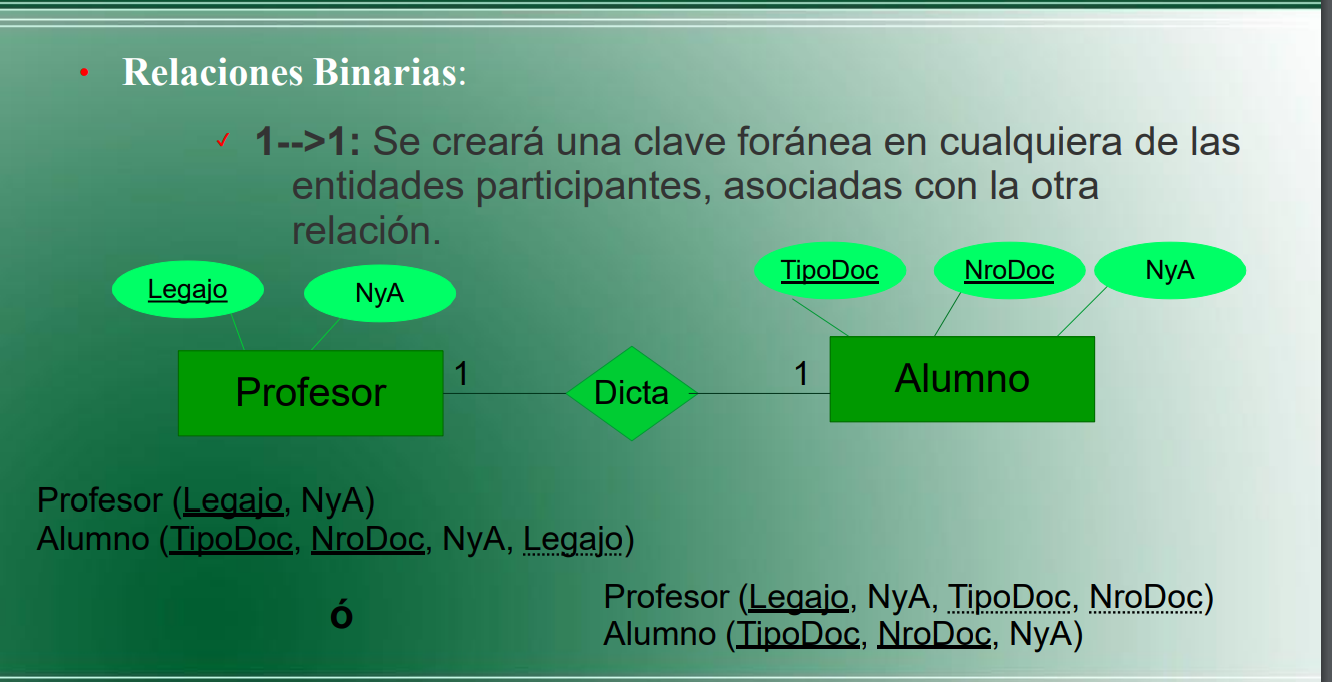 • Relaciones Binarias:
✓ 1-->1: Se creará una clave foránea en cualquiera de las
entidades participantes, asociadas con la otra
relación.
Legajo NyA TipoDoc NroDoc NyA
Profesor 1 Dicta 1 Alumno
Profesor (Legajo, NyA)
Alumno (TipoDoc, NroDoc, NyA, Legajo)
ó
Profesor (Legajo, NyA, TipoDoc, NroDoc)
Alumno (TipoDoc, NroDoc, NyA)